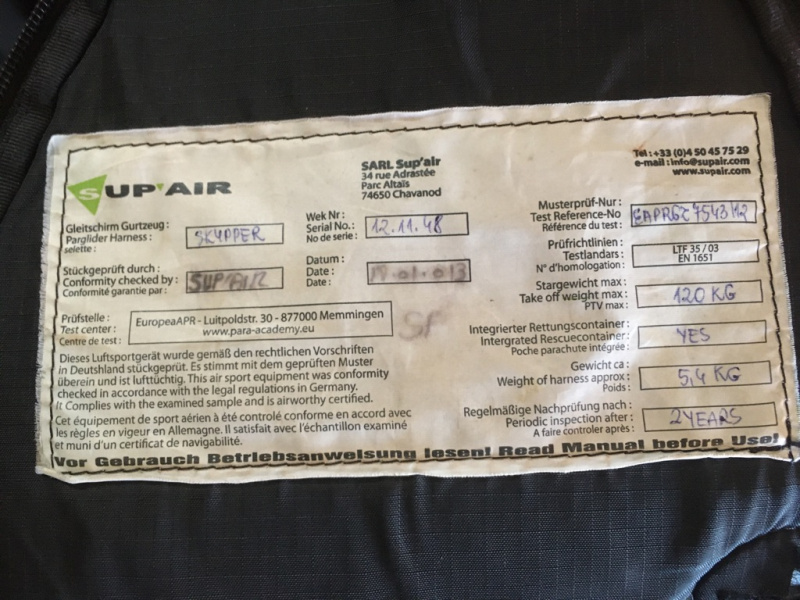 SUP'AIR
SARL Sup'air
34 rue Adrastée
Parc Altaïs
74650 Chavanod
Tel : +33 (0)4 50 45 75 29
e-mail : info@supair.com
www.supair.com
Gleitschirm Gurtzeug :
Parglider Harness :
selette :
SKYPPER
Wek Nr :
Serial No.:
No de serie :
12.11.48
Musterprüf-Nur :
Test Reference-No
Référence du test :
Stückgeprüft durch :
Conformity checked by :
Conformité garantie par :
SUP'AIR
Datum :
Date :
Date :
Prüfrichtlinien :
Testlandars :
N° d'homologation :
LTF 35 / 03
EN 1651
Stargewicht max :
Take off weight max :
PTV max :
120 KG
Prüfstelle :
Test center :
Centre de test :
EuropeaAPR - Luitpoldstr. 30 - 877000 Memmingen
www.para-academy.eu
SP
Integrierter Rettungscontainer :
Intergrated Rescuecontainer :
Poche parachute intégrée :
YES
Dieses Luftsportgerät wurde gemäß den rechtlichen Vorschriften
in Deutshland stückgeprüft. Es stimmt mit dem geprüften Muster
überein und ist lufttüchtig. This air sport equipment was conformity
checked in accordance with the legal regulations in Germany.
It Complies with the examined sample and is airworthy certified.
Gewicht ca :
Weight of harness approx :
Poids :
5,4 KG
Cet équipement de sport aérien à été controlé conforme en accord avec
les règles en vigeur en Allemagne. Il satisfait avec l'échantillon examiné
et muni d'un certificat de navigabilité.
Regelmäßige Nachprüfung nach :
Periodic inspection after :
A faire controler après :
2 YEARS
Vor Gebrauch Betriebsanweisung lesen! Read Manual before Use!